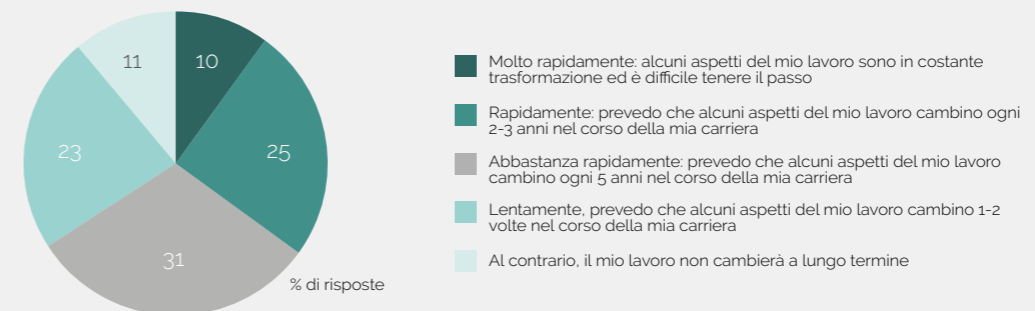 11
10
23
25
31
% di risposte
Molto rapidamente: alcuni aspetti del mio lavoro sono in costante
trasformazione ed è difficile tenere il passo
Rapidamente: prevedo che alcuni aspetti del mio lavoro cambino ogni
2-3 anni nel corso della mia carriera
Abbastanza rapidamente: prevedo che alcuni aspetti del mio lavoro
cambino ogni 5 anni nel corso della mia carriera
Lentamente, prevedo che alcuni aspetti del mio lavoro cambino 1-2
volte nel corso della mia carriera
Al contrario, il mio lavoro non cambierà a lungo termine